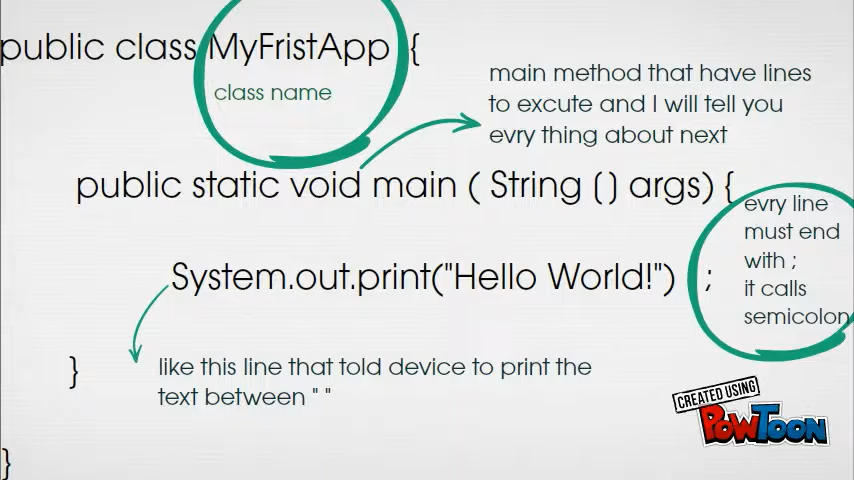 public class MyFristApp {
class name
main method that have lines
to excute and I will tell you
evry thing about next
public static void main ( String ( ) args) {
evry line
must end
with ;
it calls
semicolon
System.out.print("Hello World!") ;
like this line that told device to print the
text between " "
}
}
CREATED USING
POWTOON